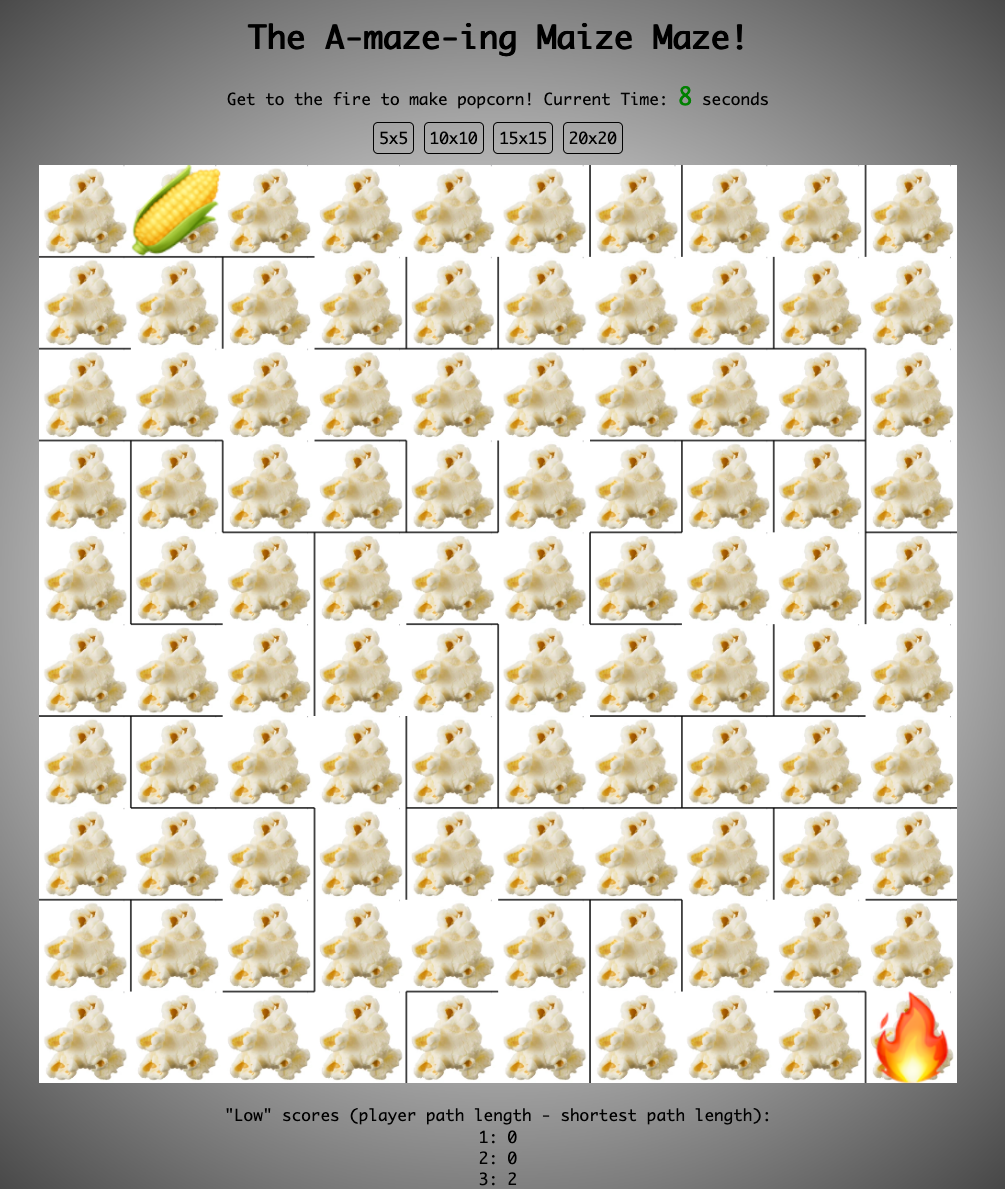 The A-maze-ing Maize Maze!
Get to the fire to make popcorn! Current Time: 8 seconds
5x5 10x10 15x15 20x20
"Low" scores (player path length - shortest path length):
1: 0
2: 0
3: 2